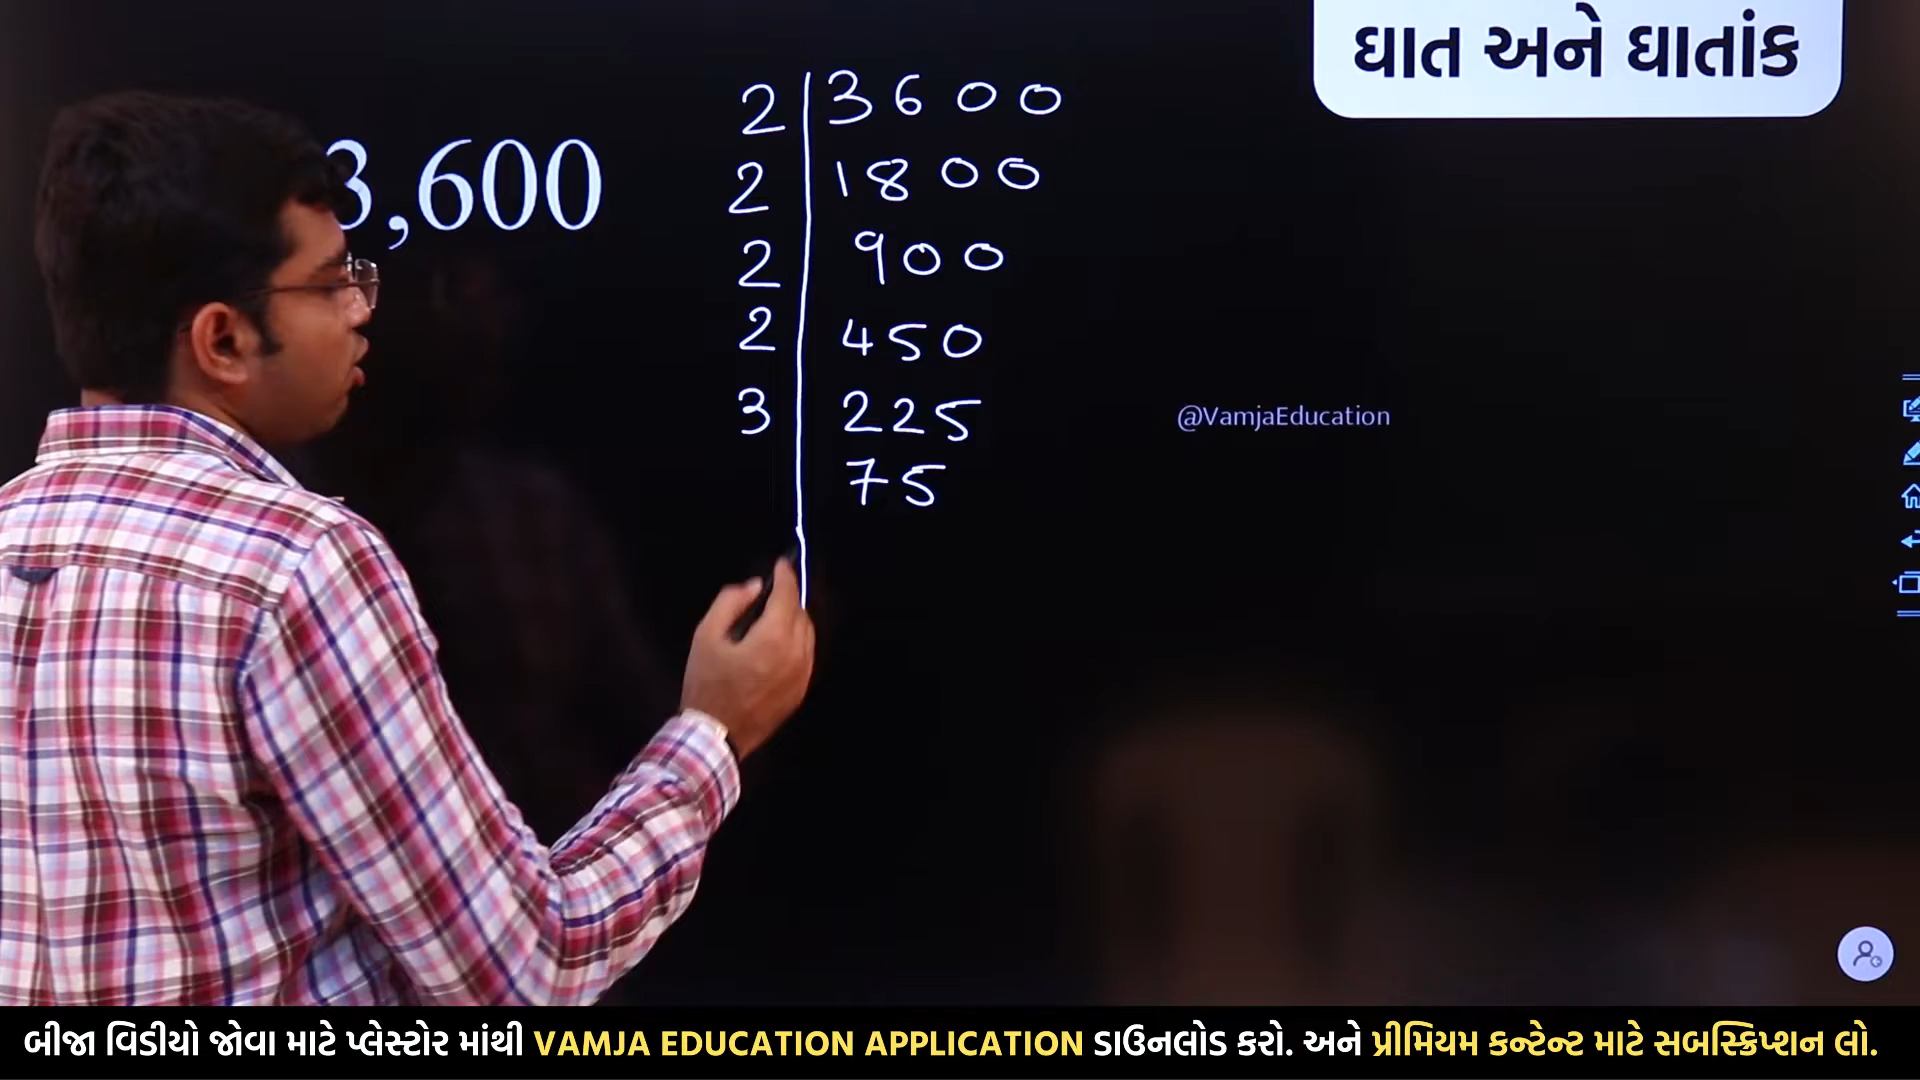 ઘાત અને ઘાતાંક
3,600
2 | 3600
2 | 1800
2 | 900
2 | 450
3 | 225
75
@VamjaEducation
બીજા વિડીયો જોવા માટે પ્લેસ્ટોર માંથી VAMJA EDUCATION APPLICATION ડાઉનલોડ કરો. અને પ્રીમિયમ કન્ટેન્ટ માટે સબસ્ક્રિપ્શન લો.